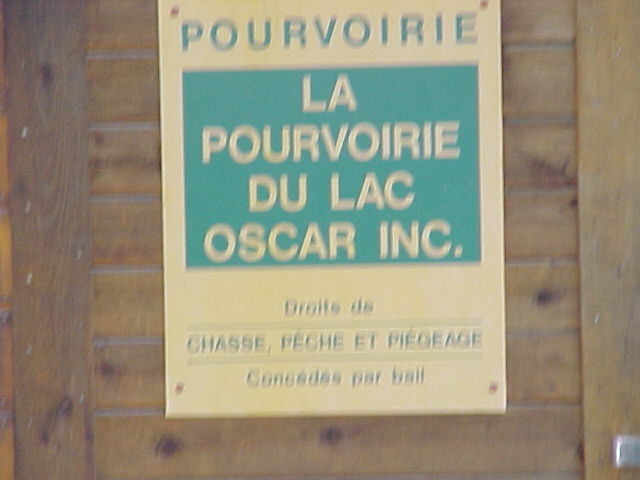 POURVOIRIE
LA
POURVOIRIE
DU LAC
OSCAR INC.
Droits de
CHASSE, PÊCHE ET PIÉGEAGE
Concédés par bail